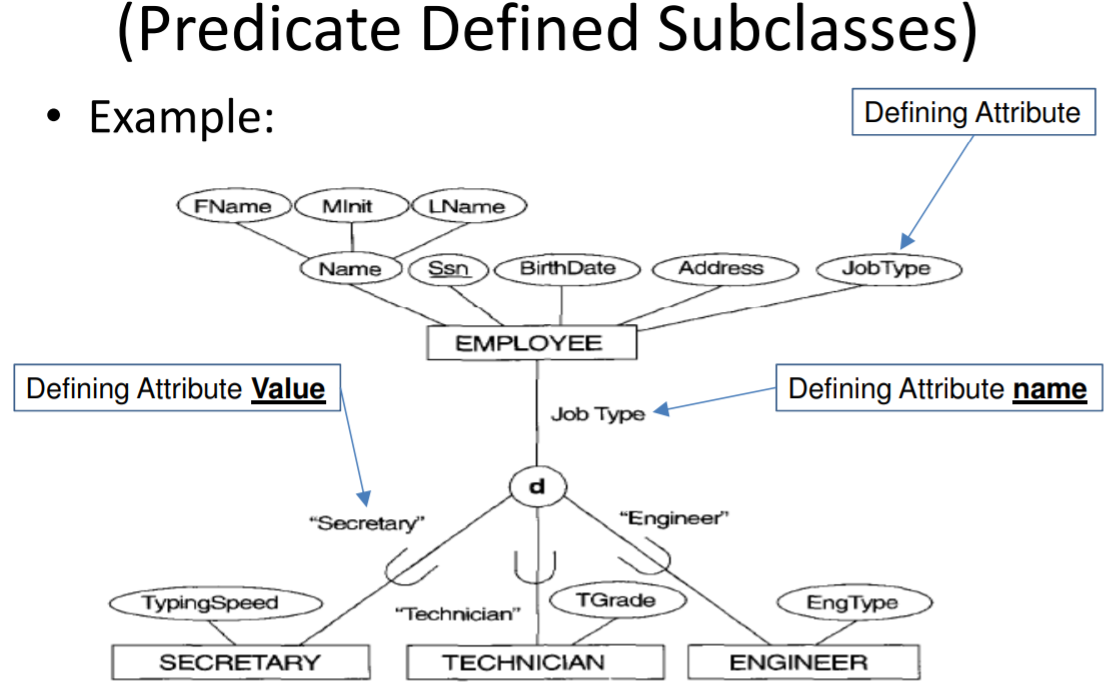 (Predicate Defined Subclasses)
• Example:
Defining Attribute
FName
MInit
LName
Name
Ssn
BirthDate
Address
JobType
EMPLOYEE
Defining Attribute Value
Job Type
Defining Attribute name
d
“Secretary”
“Engineer”
TypingSpeed
“Technician”
TGrade
EngType
SECRETARY
TECHNICIAN
ENGINEER